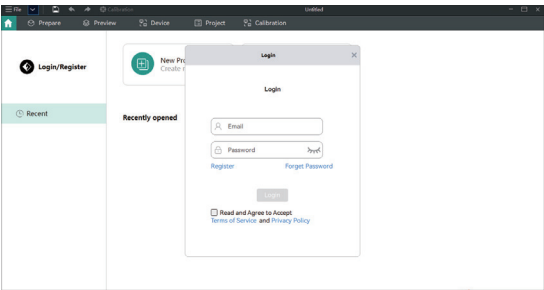 File
Calibration
Untitled
Prepare
Preview
Device
Project
Calibration
Login/Register
New Pro
Create n
Login
Login
Recent
Recently opened
Email
Password
Register Forget Password
Login
Read and Agree to Accept
Terms of Service and Privacy Policy